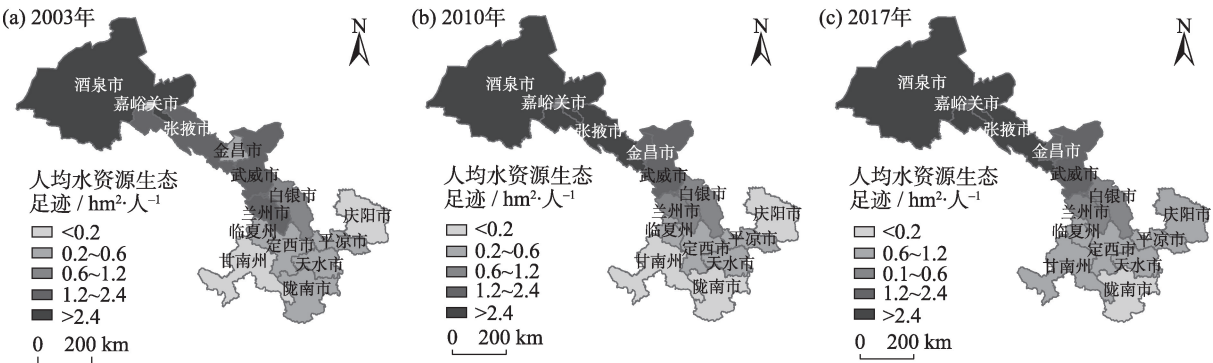 (a) 2003年
N
酒泉市
嘉峪关市
张掖市
金昌市
武威市
白银市
兰州市
临夏州
定西市
平凉市
庆阳市
甘南州
天水市
陇南市
人均水资源生态
足迹 / hm²·人⁻¹
<0.2
0.2~0.6
0.6~1.2
1.2~2.4
>2.4
0 200 km
(b) 2010年
N
酒泉市
嘉峪关市
张掖市
金昌市
武威市
白银市
兰州市
临夏州
定西市
平凉市
庆阳市
甘南州
天水市
陇南市
人均水资源生态
足迹 / hm²·人⁻¹
<0.2
0.2~0.6
0.6~1.2
1.2~2.4
>2.4
0 200 km
(c) 2017年
N
酒泉市
嘉峪关市
张掖市
金昌市
武威市
白银市
兰州市
临夏州
定西市
平凉市
庆阳市
甘南州
天水市
陇南市
人均水资源生态
足迹 / hm²·人⁻¹
<0.2
0.6~1.2
0.1~0.6
1.2~2.4
>2.4
0 200 km